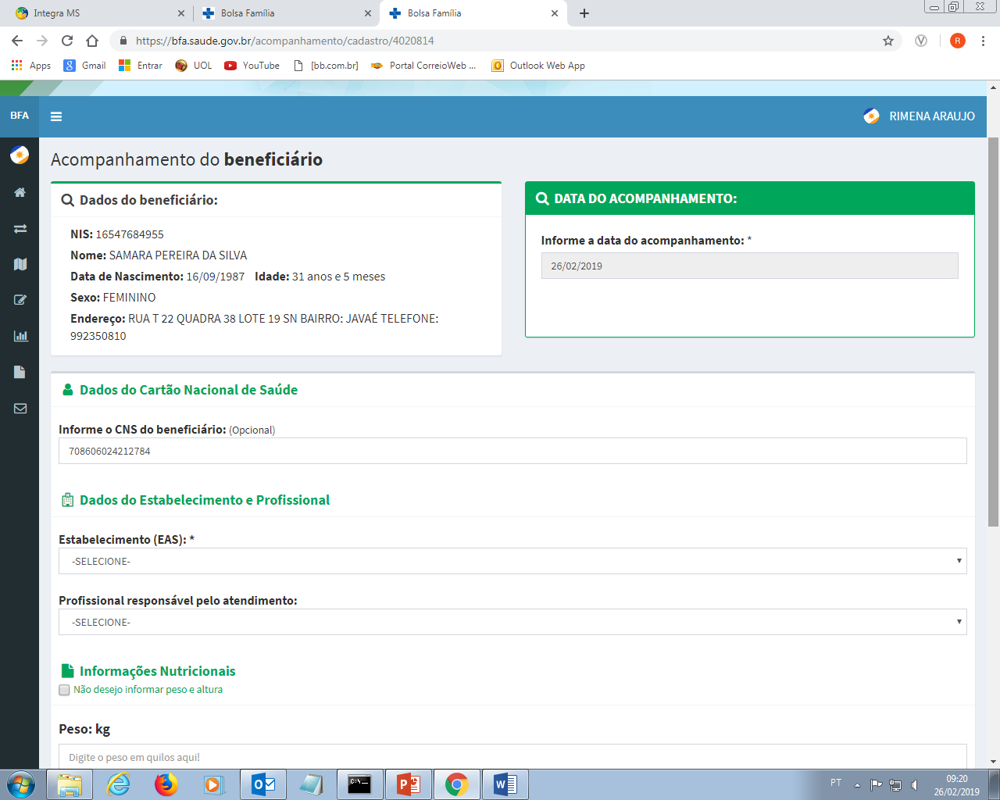 Integra MS
Bolsa Família
Bolsa Família
https://bfa.saude.gov.br/acompanhamento/cadastro/4020814
V
R
Apps
Gmail
Entrar
UOL
YouTube
[bb.com.br]
Portal CorreioWeb ...
Outlook Web App
BFA
RIMENA ARAUJO
Acompanhamento do beneficiário
Dados do beneficiário:
NIS: 16547684955
Nome: SAMARA PEREIRA DA SILVA
Data de Nascimento: 16/09/1987 Idade: 31 anos e 5 meses
Sexo: FEMININO
Endereço: RUA T 22 QUADRA 38 LOTE 19 SN BAIRRO: JAVAÉ TELEFONE:
992350810
DATA DO ACOMPANHAMENTO:
Informe a data do acompanhamento: *
26/02/2019
Dados do Cartão Nacional de Saúde
Informe o CNS do beneficiário: (Opcional)
708606024212784
Dados do Estabelecimento e Profissional
Estabelecimento (EAS): *
-SELECIONE-
Profissional responsável pelo atendimento:
-SELECIONE-
Informações Nutricionais
Não desejo informar peso e altura
Peso: kg
Digite o peso em quilos aqui!
PT
09:20
26/02/2019